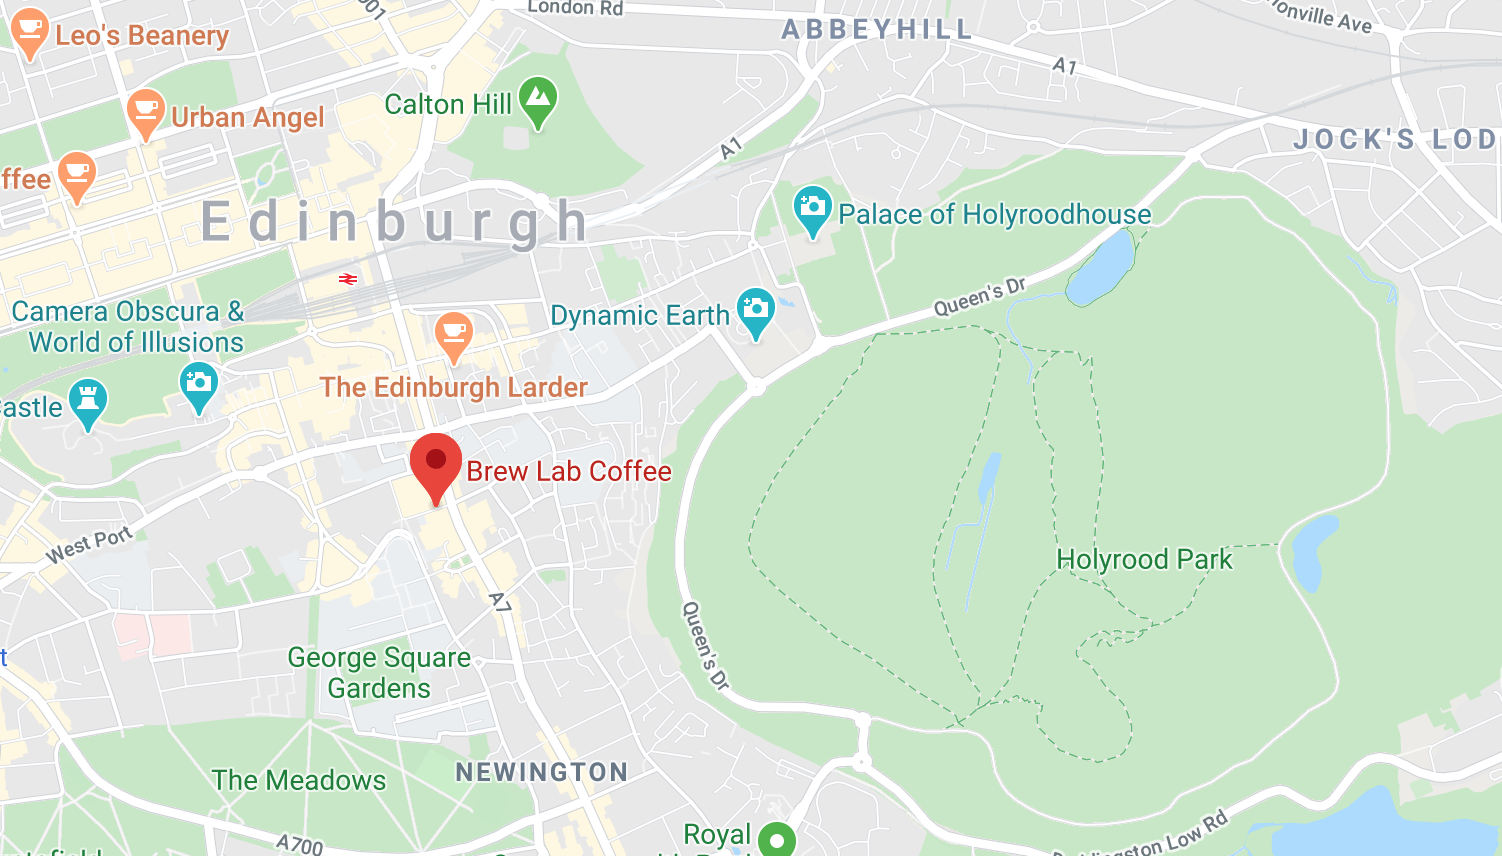 London Rd
Leo's Beanery
ABBEYHILL
A1
Calton Hill
Urban Angel
A1
JOCK'S LOD
ffee
Edinburgh
Palace of Holyroodhouse
Queen's Dr
Camera Obscura &
World of Illusions
Dynamic Earth
The Edinburgh Larder
astle
Brew Lab Coffee
West Port
Holyrood Park
A7
Queen's Dr
George Square
Gardens
t
NEWINGTON
The Meadows
Royal
A700
Low Rd